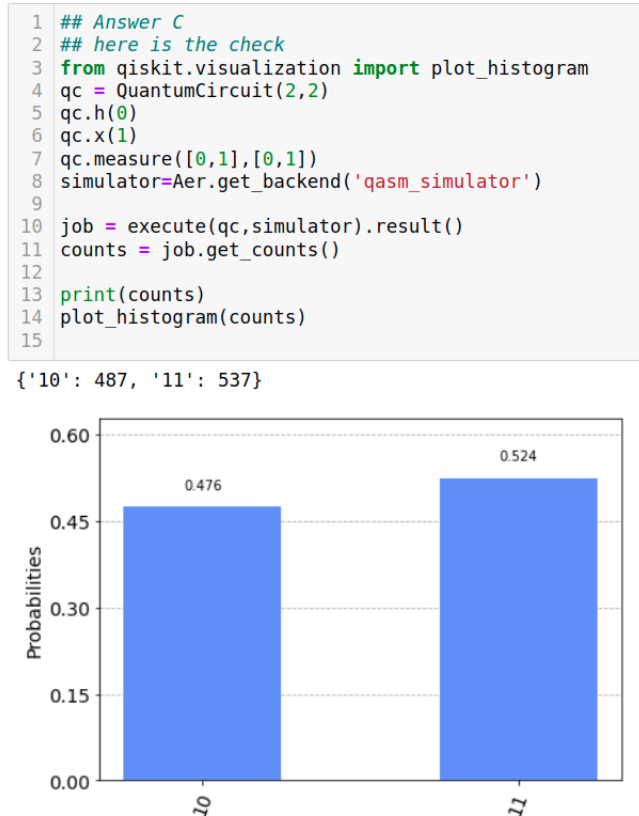 1 ## Answer C
2 ## here is the check
3 from qiskit.visualization import plot_histogram
4 qc = QuantumCircuit(2,2)
5 qc.h(0)
6 qc.x(1)
7 qc.measure([0,1],[0,1])
8 simulator=Aer.get_backend('qasm_simulator')
9
10 job = execute(qc,simulator).result()
11 counts = job.get_counts()
12
13 print(counts)
14 plot_histogram(counts)
15
{'10': 487, '11': 537}
0.60
0.524
0.476
0.45
Probabilities
0.30
0.15
0.00
10
11